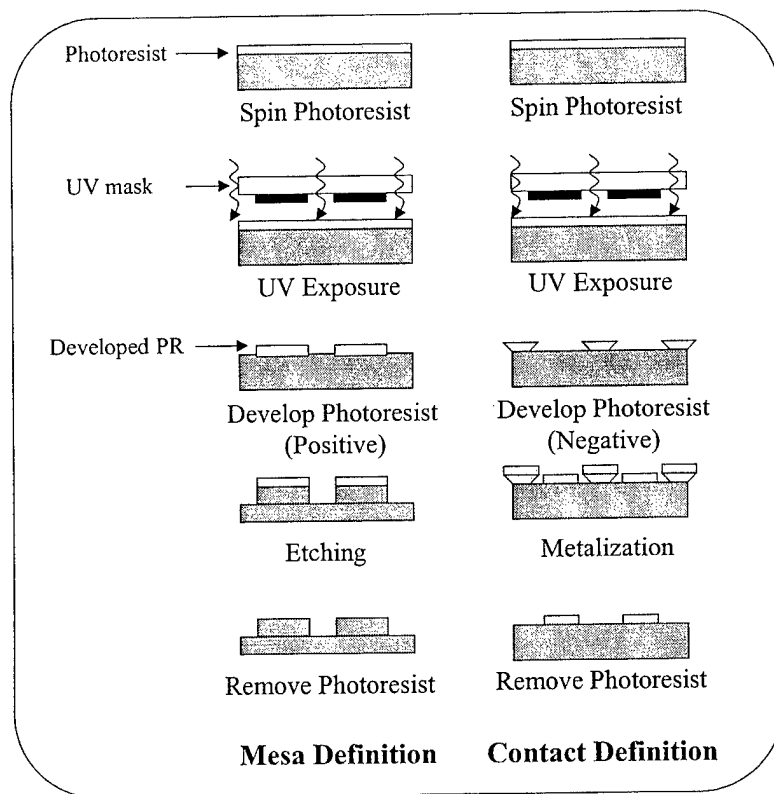 Photoresist
Spin Photoresist
Spin Photoresist
UV mask
UV Exposure
UV Exposure
Developed PR
Develop Photoresist
(Positive)
Develop Photoresist
(Negative)
Etching
Metalization
Remove Photoresist
Remove Photoresist
Mesa Definition
Contact Definition